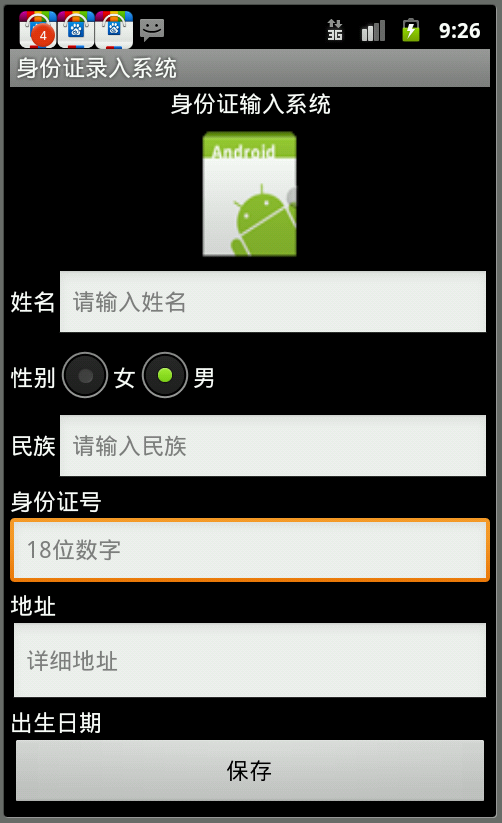 4 3G 9:26
身份证录入系统
身份证输入系统
Android
姓名 请输入姓名
性别 女 男
民族 请输入民族
身份证号
18位数字
地址
详细地址
出生日期
保存